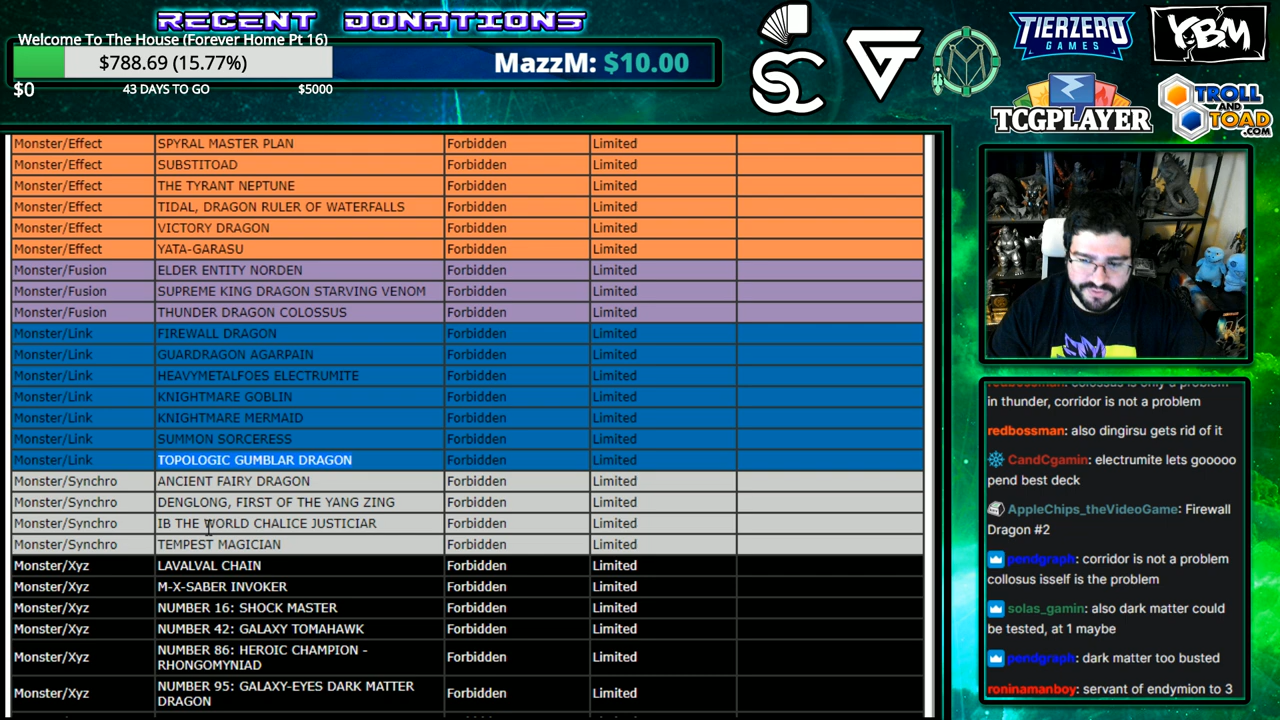 RECENT DONATIONS
Welcome To The House (Forever Home Pt 16)
$788.69 (15.77%)
$0 43 DAYS TO GO $5000
MazzM: $10.00
SC
TIERZERO
GAMES
YBM
TCGPLAYER
TROLL
AND
TOAD
.COM
Monster/Effect SPYRAL MASTER PLAN Forbidden Limited
Monster/Effect SUBSTITOAD Forbidden Limited
Monster/Effect THE TYRANT NEPTUNE Forbidden Limited
Monster/Effect TIDAL, DRAGON RULER OF WATERFALLS Forbidden Limited
Monster/Effect VICTORY DRAGON Forbidden Limited
Monster/Effect YATA-GARASU Forbidden Limited
Monster/Fusion ELDER ENTITY NORDEN Forbidden Limited
Monster/Fusion SUPREME KING DRAGON STARVING VENOM Forbidden Limited
Monster/Fusion THUNDER DRAGON COLOSSUS Forbidden Limited
Monster/Link FIREWALL DRAGON Forbidden Limited
Monster/Link GUARDRAGON AGARPAIN Forbidden Limited
Monster/Link HEAVYMETALFOES ELECTRUMITE Forbidden Limited
Monster/Link KNIGHTMARE GOBLIN Forbidden Limited
Monster/Link KNIGHTMARE MERMAID Forbidden Limited
Monster/Link SUMMON SORCERESS Forbidden Limited
Monster/Link TOPOLOGIC GUMBLAR DRAGON Forbidden Limited
Monster/Synchro ANCIENT FAIRY DRAGON Forbidden Limited
Monster/Synchro DENGLONG, FIRST OF THE YANG ZING Forbidden Limited
Monster/Synchro IB THE WORLD CHALICE JUSTICIAR Forbidden Limited
Monster/Synchro TEMPEST MAGICIAN Forbidden Limited
Monster/Xyz LAVALVAL CHAIN Forbidden Limited
Monster/Xyz M-X-SABER INVOKER Forbidden Limited
Monster/Xyz NUMBER 16: SHOCK MASTER Forbidden Limited
Monster/Xyz NUMBER 42: GALAXY TOMAHAWK Forbidden Limited
Monster/Xyz NUMBER 86: HEROIC CHAMPION -
RHONGOMYNIAD Forbidden Limited
Monster/Xyz NUMBER 95: GALAXY-EYES DARK MATTER
DRAGON Forbidden Limited
redbossman: colossus is only a problem
in thunder, corridor is not a problem
redbossman: also dingirsu gets rid of it
CandCgamin: electrumite lets gooooo
pend best deck
AppleChips_theVideoGame: Firewall
Dragon #2
pendgraph: corridor is not a problem
collosus isself is the problem
solas_gamin: also dark matter could
be tested, at 1 maybe
pendgraph: dark matter too busted
roninamanboy: servant of endymion to 3